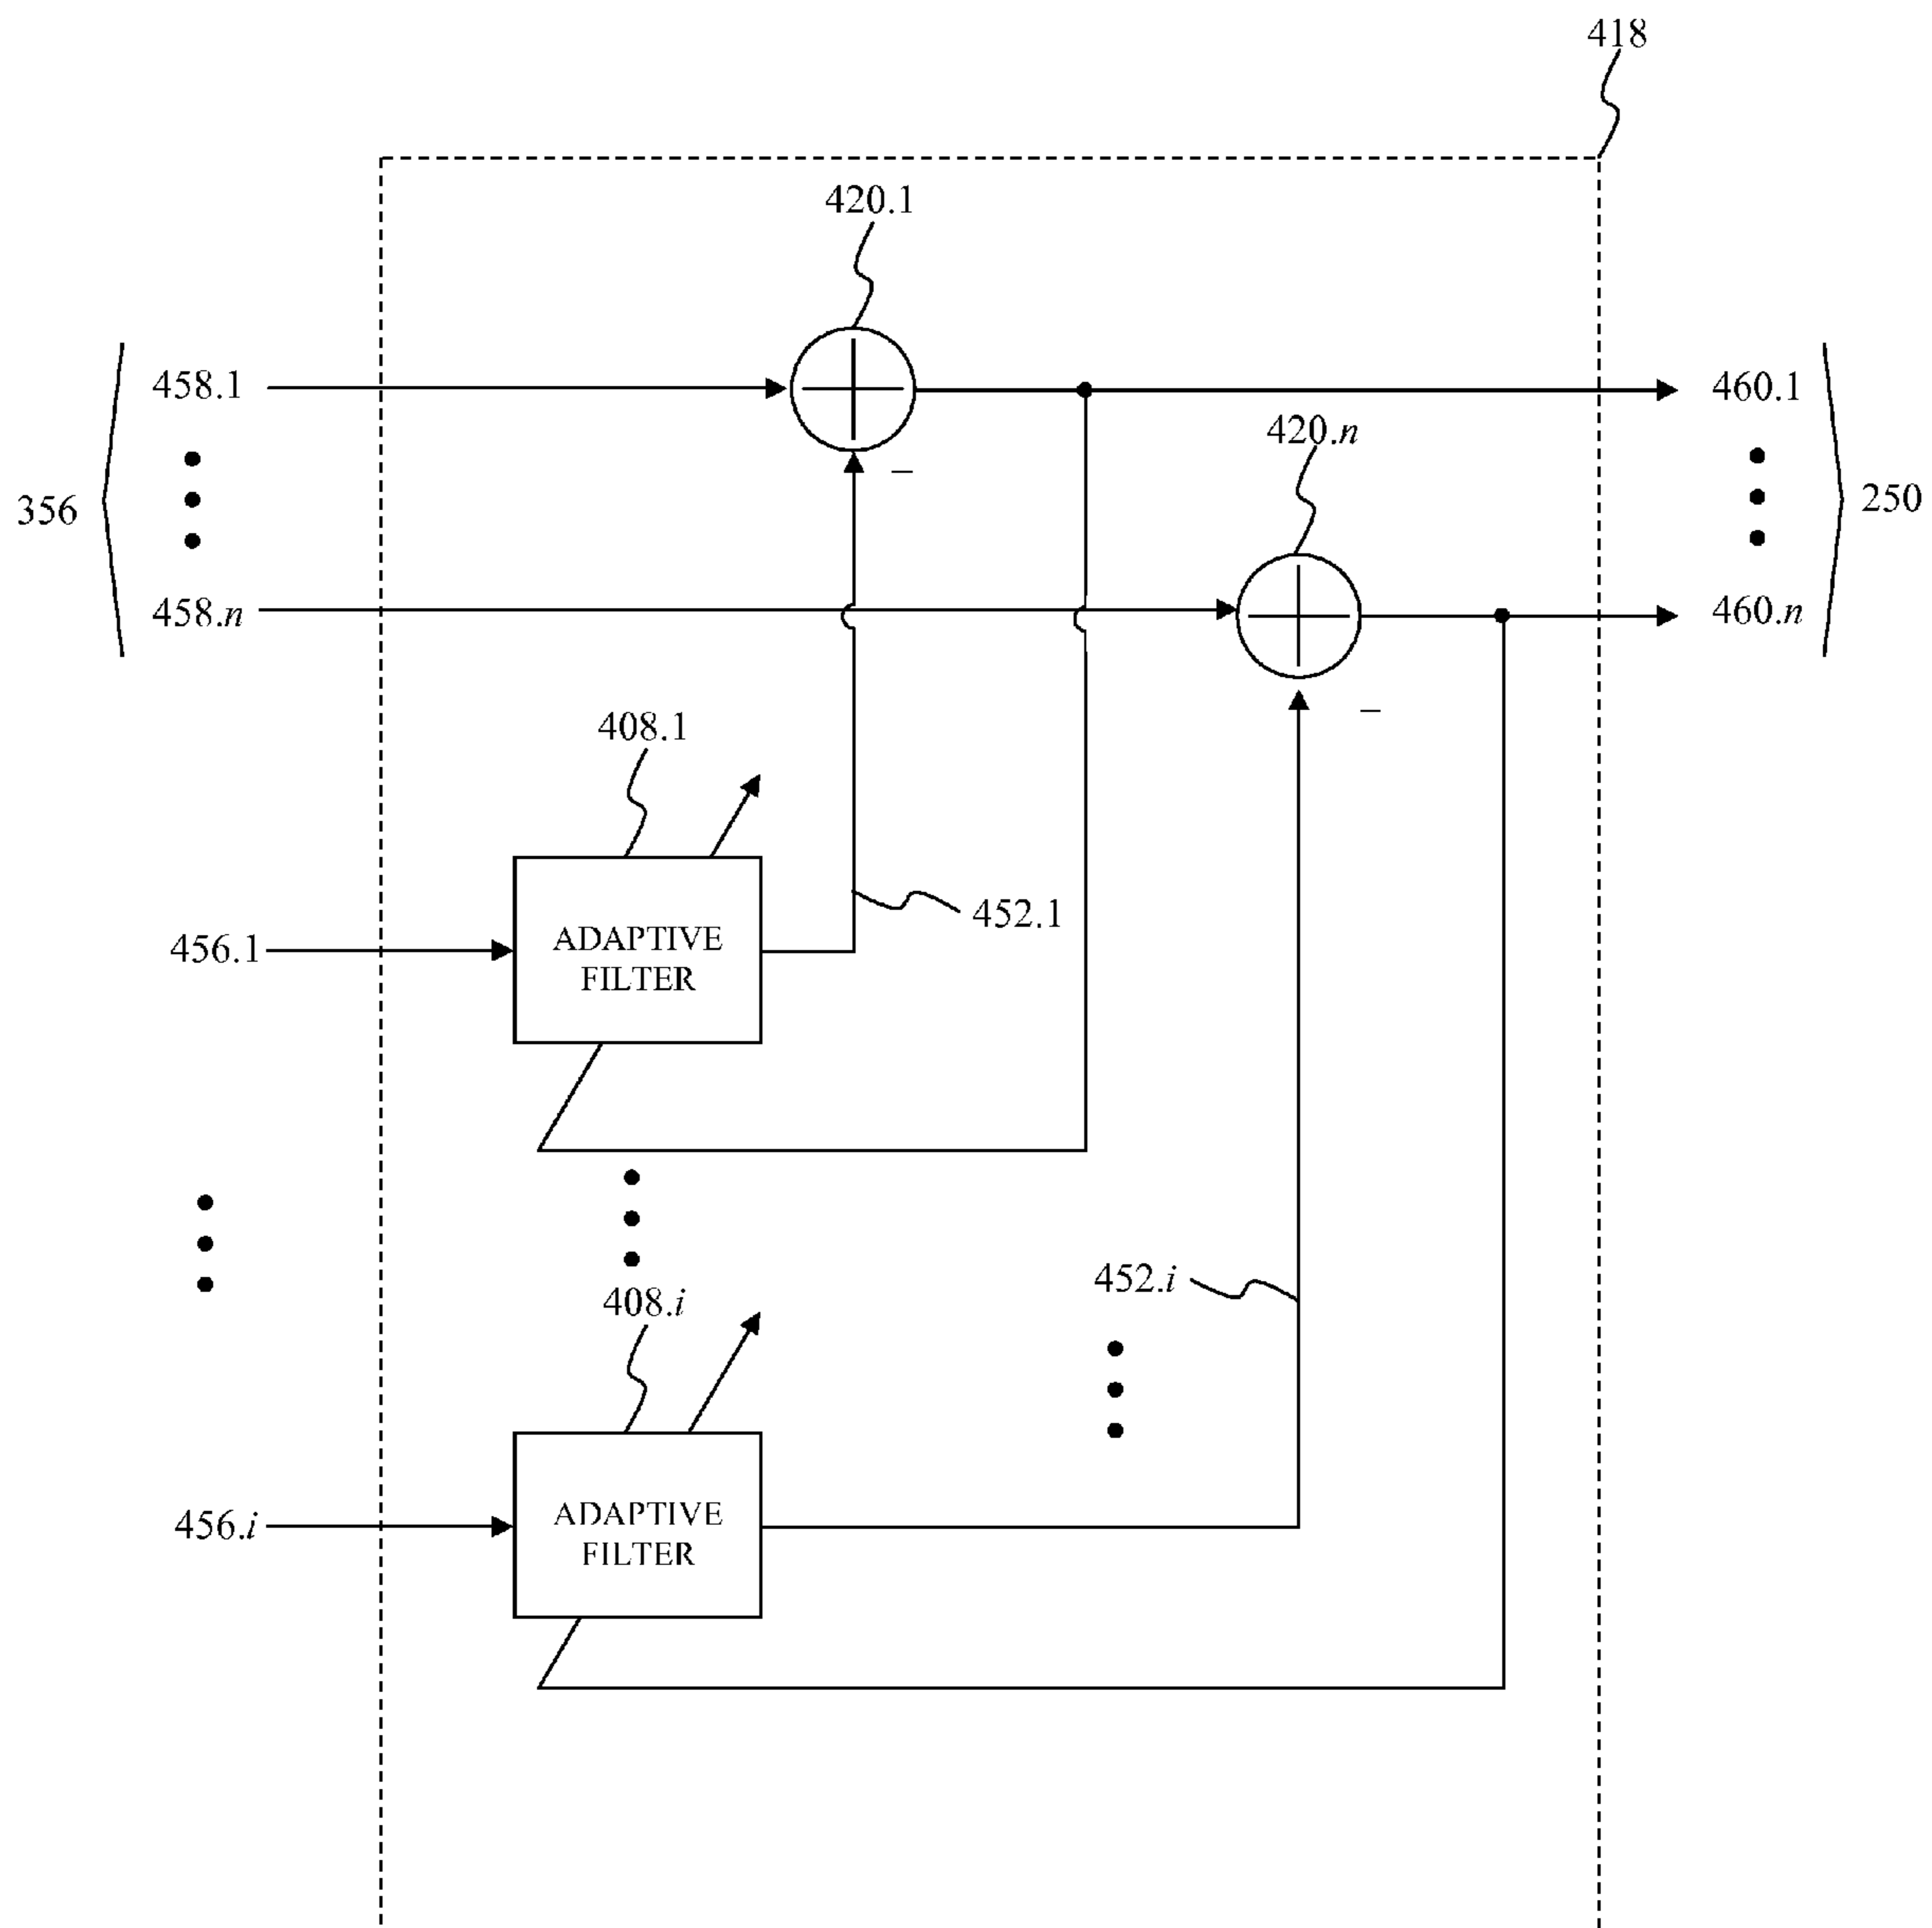 418
420.1
458.1
460.1
420.n
356
250
458.n
460.n
–
–
408.1
452.1
456.1
ADAPTIVE
FILTER
452.i
408.i
456.i
ADAPTIVE
FILTER